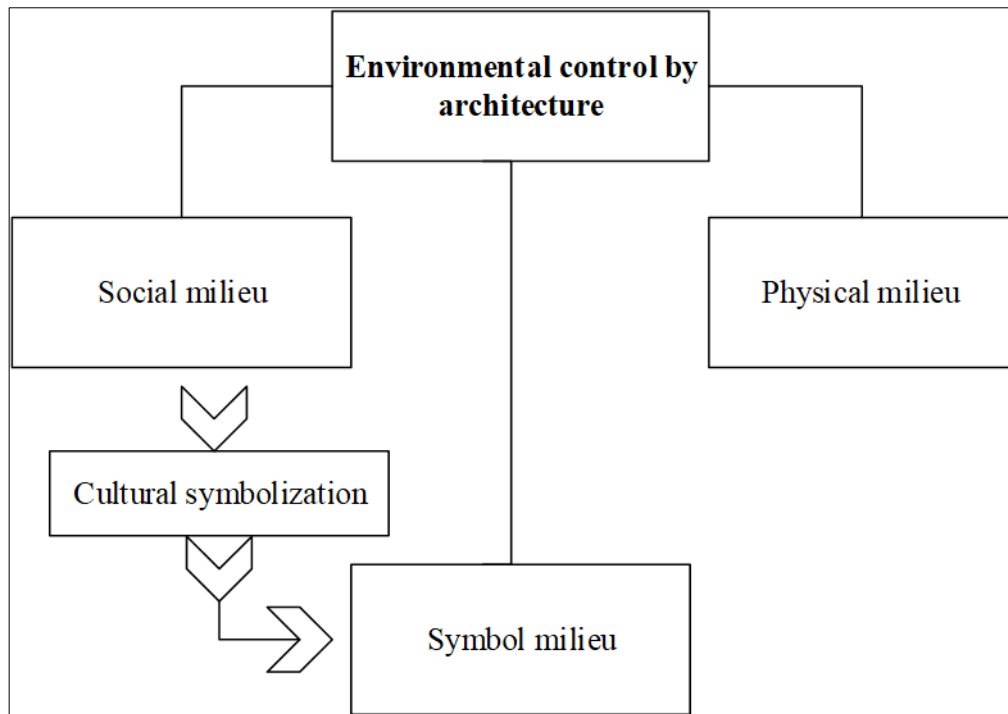 Environmental control by
architecture
Social milieu
Physical milieu
Cultural symbolization
Symbol milieu